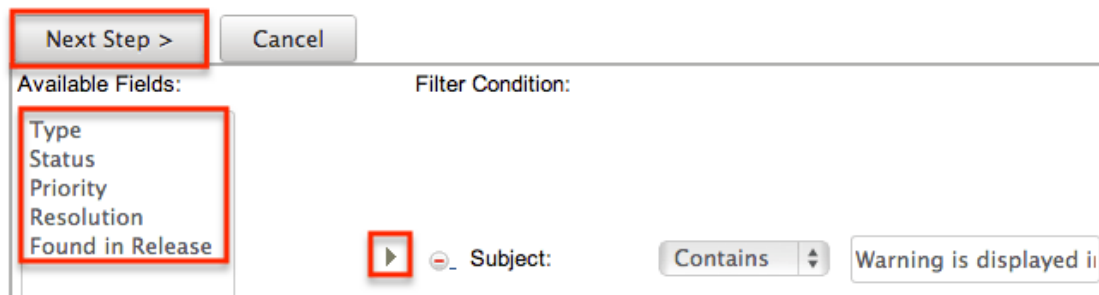 Next Step > Cancel
Available Fields: Filter Condition:
Type
Status
Priority
Resolution
Found in Release
Subject: Contains Warning is displayed